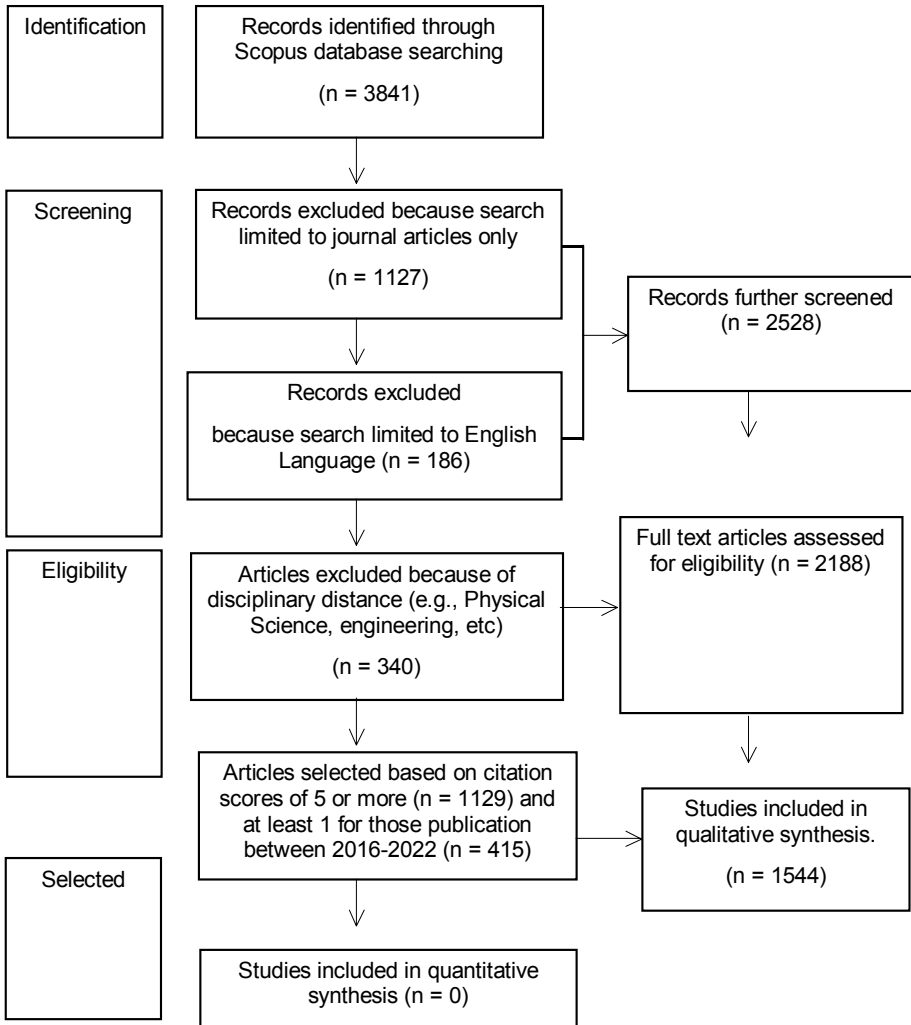 Identification
Records identified through
Scopus database searching
(n = 3841)
Screening
Records excluded because search
limited to journal articles only
(n = 1127)
Records further screened
(n = 2528)
Records excluded
because search limited to English
Language (n = 186)
Eligibility
Articles excluded because of
disciplinary distance (e.g., Physical
Science, engineering, etc)
(n = 340)
Full text articles assessed
for eligibility (n = 2188)
Articles selected based on citation
scores of 5 or more (n = 1129) and
at least 1 for those publication
between 2016-2022 (n = 415)
Studies included in
qualitative synthesis.
(n = 1544)
Selected
Studies included in quantitative
synthesis (n = 0)